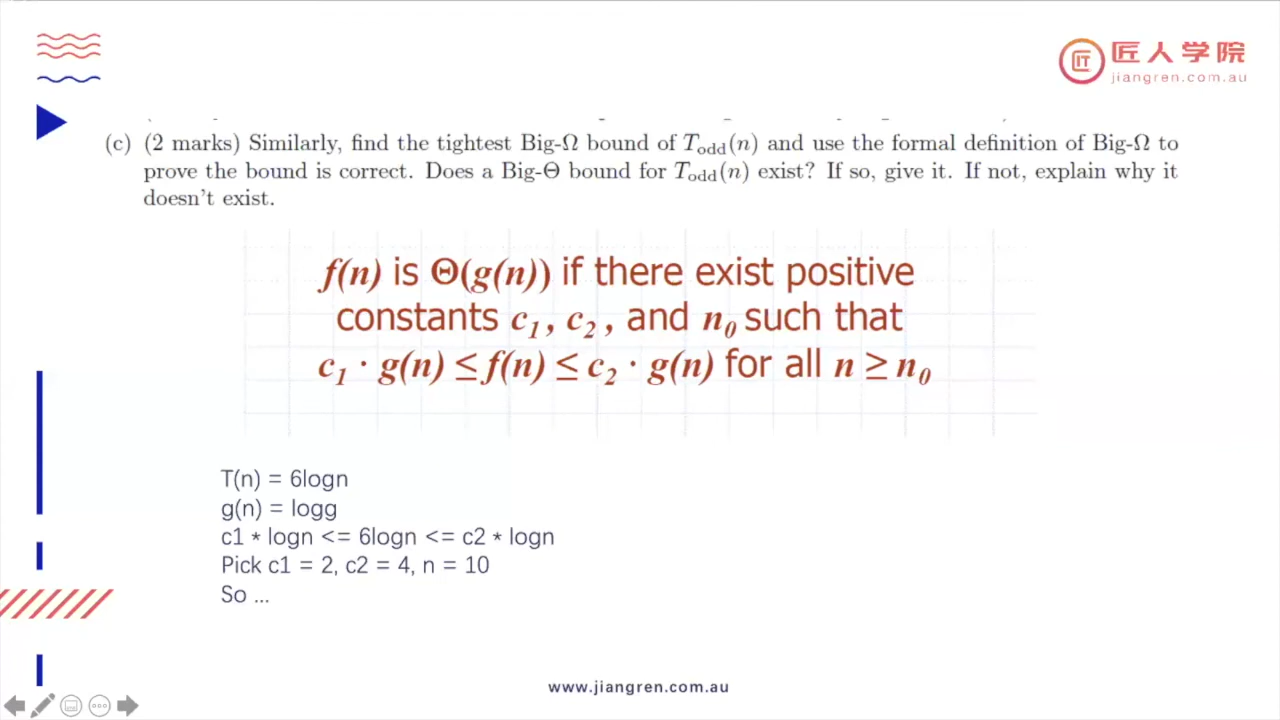 匠人学院
jiangren.com.au
(c) (2 marks) Similarly, find the tightest Big-Ω bound of T_odd(n) and use the formal definition of Big-Ω to
prove the bound is correct. Does a Big-Θ bound for T_odd(n) exist? If so, give it. If not, explain why it
doesn't exist.
f(n) is Θ(g(n)) if there exist positive
constants c₁, c₂, and n₀ such that
c₁ · g(n) ≤ f(n) ≤ c₂ · g(n) for all n ≥ n₀
T(n) = 6logn
g(n) = logg
c1 * logn <= 6logn <= c2 * logn
Pick c1 = 2, c2 = 4, n = 10
So ...
www.jiangren.com.au